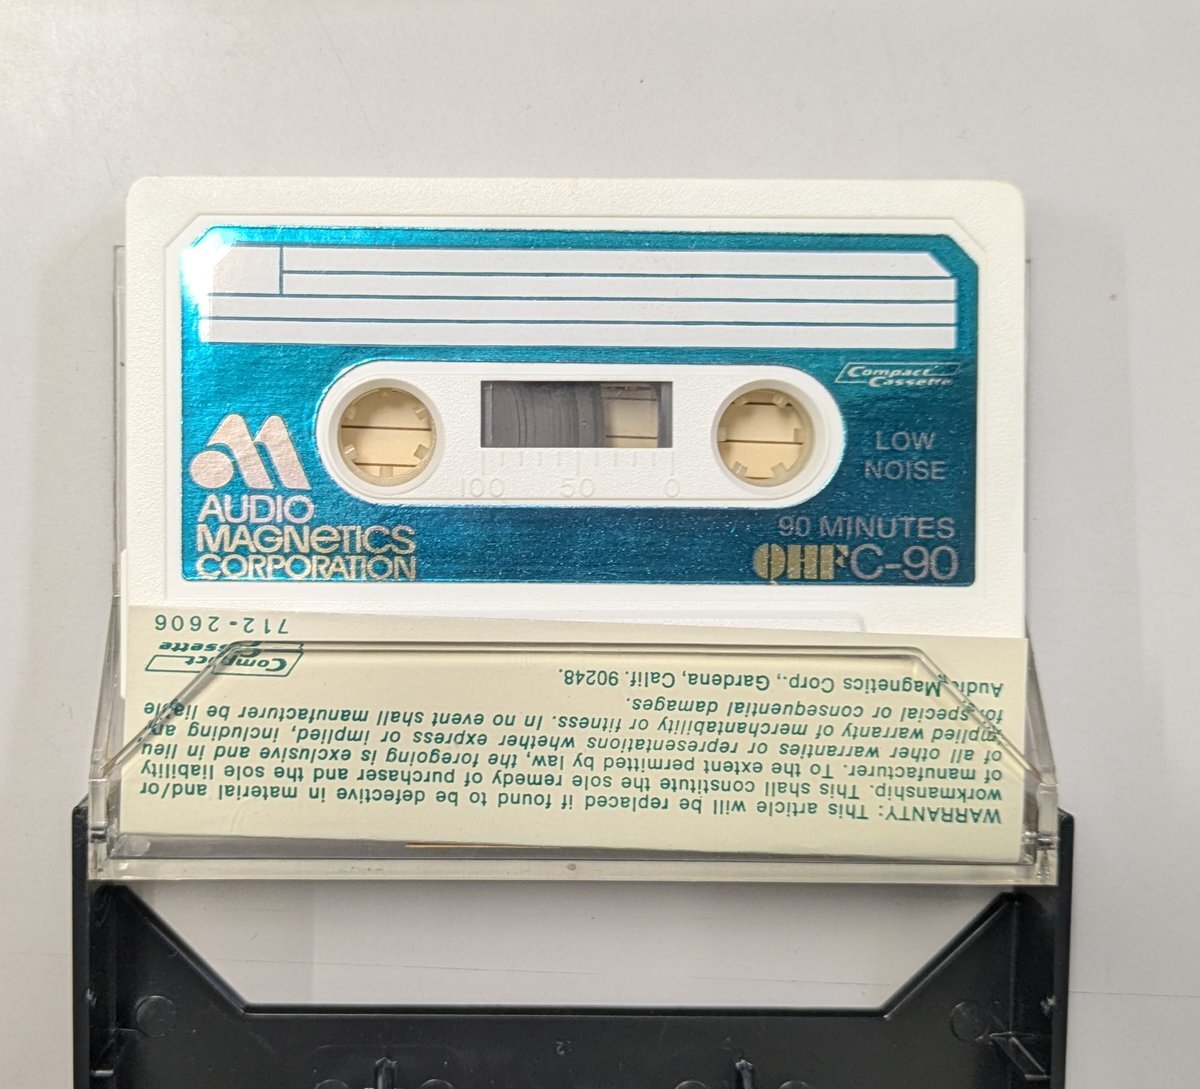 Compact
Cassette
LOW
NOISE
100 50 0
AUDIO
MAGNETICS
CORPORATION
90 MINUTES
QHF C-90
WARRANTY: This article will be replaced if found to be defective in material and/or
workmanship. This shall constitute the sole remedy of purchaser and the sole liability
of manufacturer. To the extent permitted by law, the foregoing is exclusive and in lieu
of all other warranties or representations whether express or implied, including any
implied warranty of merchantability or fitness. In no event shall manufacturer be liable
for special or consequential damages.
Audio Magnetics Corp., Gardena, Calif. 90248.
Compact
Cassette
712-2606